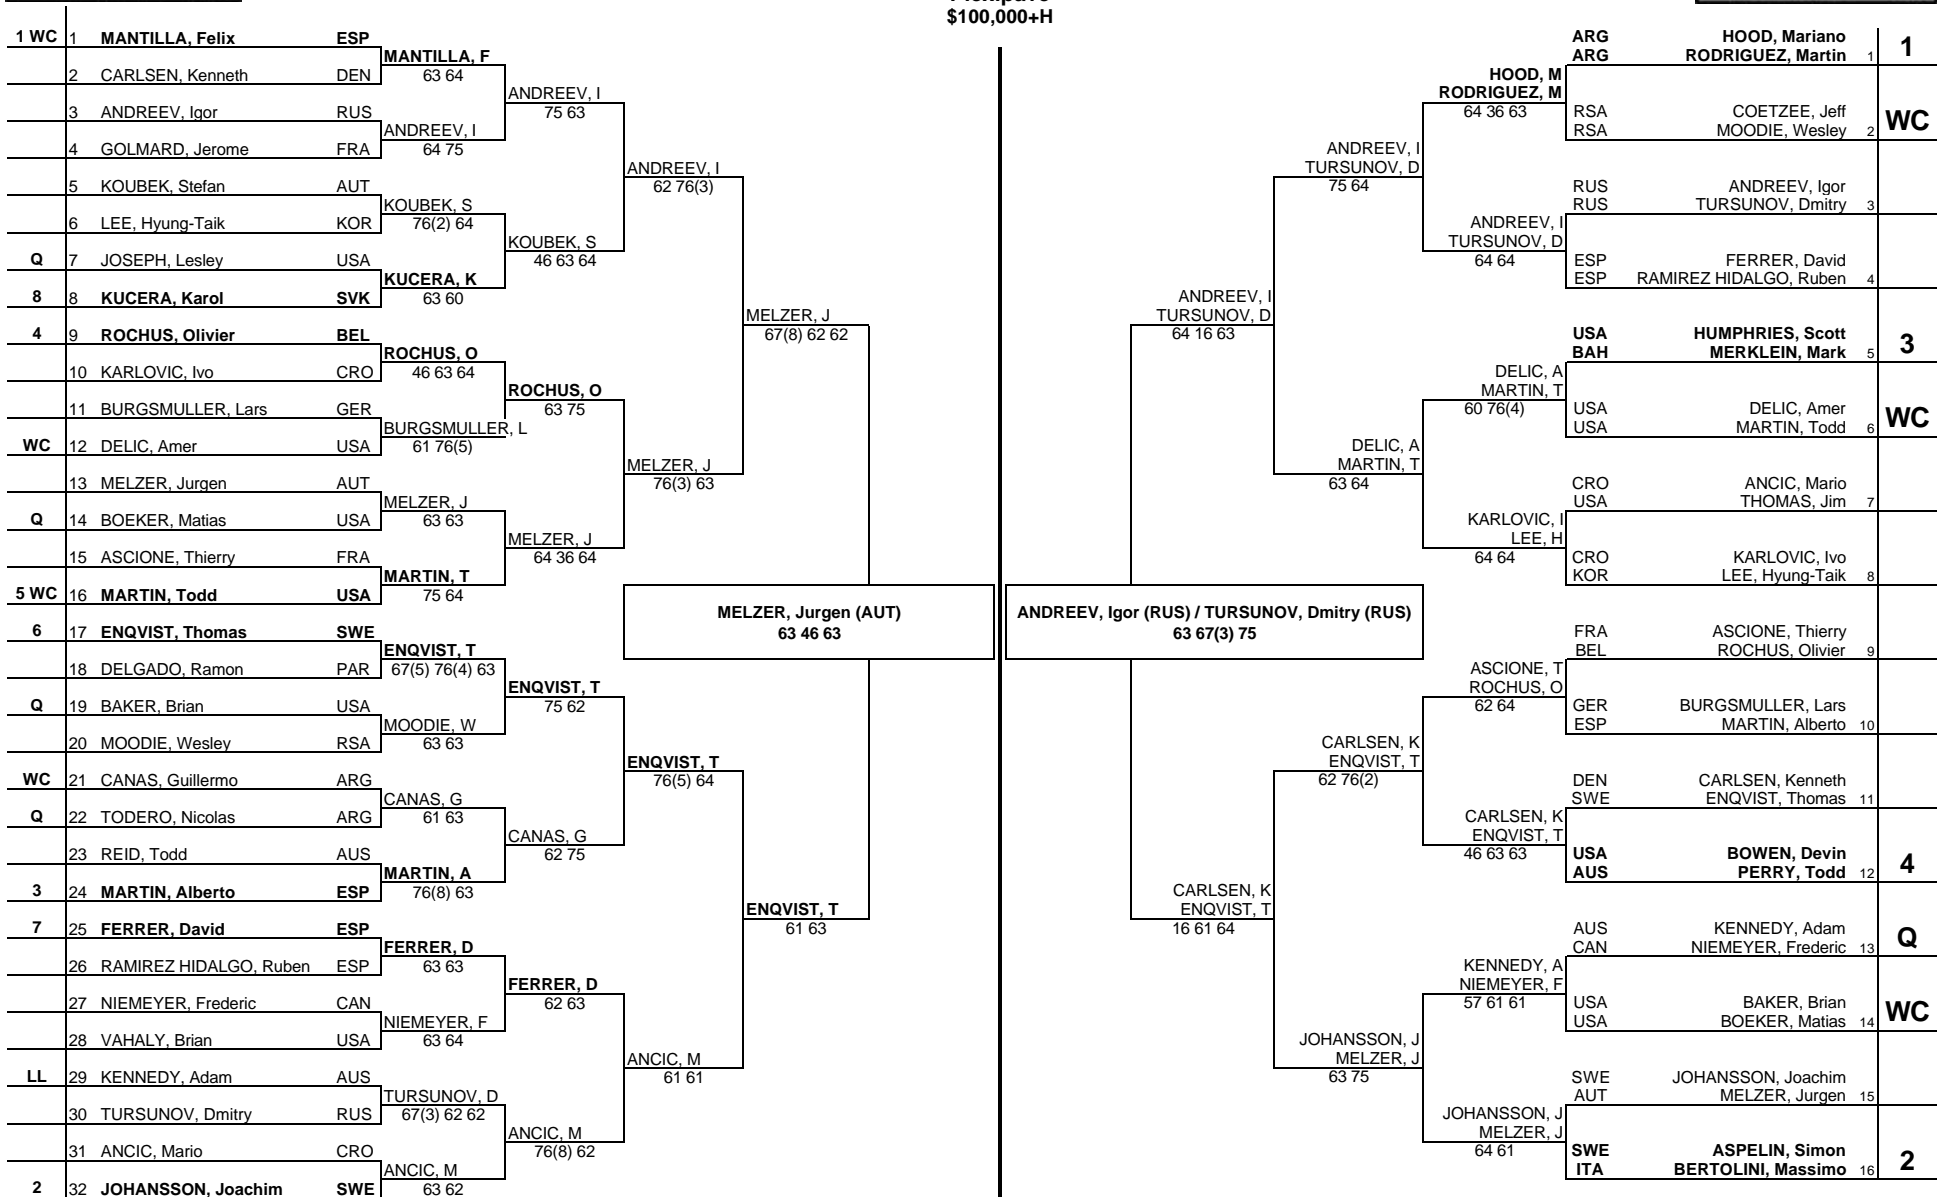 $100,000+H
1 WC 1 MANTILLA, Felix ESP
2 CARLSEN, Kenneth DEN
3 ANDREEV, Igor RUS
4 GOLMARD, Jerome FRA
5 KOUBEK, Stefan AUT
6 LEE, Hyung-Taik KOR
Q 7 JOSEPH, Lesley USA
8 8 KUCERA, Karol SVK
4 9 ROCHUS, Olivier BEL
10 KARLOVIC, Ivo CRO
11 BURGSMULLER, Lars GER
WC 12 DELIC, Amer USA
13 MELZER, Jurgen AUT
Q 14 BOEKER, Matias USA
15 ASCIONE, Thierry FRA
5 WC 16 MARTIN, Todd USA
6 17 ENQVIST, Thomas SWE
18 DELGADO, Ramon PAR
Q 19 BAKER, Brian USA
20 MOODIE, Wesley RSA
WC 21 CANAS, Guillermo ARG
Q 22 TODERO, Nicolas ARG
23 REID, Todd AUS
3 24 MARTIN, Alberto ESP
7 25 FERRER, David ESP
26 RAMIREZ HIDALGO, Ruben ESP
27 NIEMEYER, Frederic CAN
28 VAHALY, Brian USA
LL 29 KENNEDY, Adam AUS
30 TURSUNOV, Dmitry RUS
31 ANCIC, Mario CRO
2 32 JOHANSSON, Joachim SWE
MANTILLA, F
63 64
ANDREEV, I
64 75
KOUBEK, S
76(2) 64
KUCERA, K
63 60
ROCHUS, O
46 63 64
BURGSMULLER, L
61 76(5)
MELZER, J
63 63
MARTIN, T
75 64
ENQVIST, T
67(5) 76(4) 63
MOODIE, W
63 63
CANAS, G
61 63
MARTIN, A
76(8) 63
FERRER, D
63 63
NIEMEYER, F
63 64
TURSUNOV, D
67(3) 62 62
ANCIC, M
63 62
ANDREEV, I
75 63
KOUBEK, S
46 63 64
ROCHUS, O
63 75
MELZER, J
64 36 64
ENQVIST, T
75 62
CANAS, G
62 75
FERRER, D
62 63
ANCIC, M
76(8) 62
ANDREEV, I
62 76(3)
MELZER, J
76(3) 63
ENQVIST, T
76(5) 64
ANCIC, M
61 61
MELZER, J
67(8) 62 62
ENQVIST, T
61 63
MELZER, Jurgen (AUT)
63 46 63
ANDREEV, Igor (RUS) / TURSUNOV, Dmitry (RUS)
63 67(3) 75
ANDREEV, I
TURSUNOV, D
64 16 63
CARLSEN, K
ENQVIST, T
16 61 64
ANDREEV, I
TURSUNOV, D
75 64
DELIC, A
MARTIN, T
63 64
CARLSEN, K
ENQVIST, T
62 76(2)
JOHANSSON, J
MELZER, J
63 75
HOOD, M
RODRIGUEZ, M
64 36 63
ANDREEV, I
TURSUNOV, D
64 64
DELIC, A
MARTIN, T
60 76(4)
KARLOVIC, I
LEE, H
64 64
ASCIONE, T
ROCHUS, O
62 64
CARLSEN, K
ENQVIST, T
46 63 63
KENNEDY, A
NIEMEYER, F
57 61 61
JOHANSSON, J
MELZER, J
64 61
ARG HOOD, Mariano
ARG RODRIGUEZ, Martin 1 1
RSA COETZEE, Jeff
RSA MOODIE, Wesley 2 WC
RUS ANDREEV, Igor
RUS TURSUNOV, Dmitry 3
ESP FERRER, David
ESP RAMIREZ HIDALGO, Ruben 4
USA HUMPHRIES, Scott
BAH MERKLEIN, Mark 5 3
USA DELIC, Amer
USA MARTIN, Todd 6 WC
CRO ANCIC, Mario
USA THOMAS, Jim 7
CRO KARLOVIC, Ivo
KOR LEE, Hyung-Taik 8
FRA ASCIONE, Thierry
BEL ROCHUS, Olivier 9
GER BURGSMULLER, Lars
ESP MARTIN, Alberto 10
DEN CARLSEN, Kenneth
SWE ENQVIST, Thomas 11
USA BOWEN, Devin
AUS PERRY, Todd 12 4
AUS KENNEDY, Adam
CAN NIEMEYER, Frederic 13 Q
USA BAKER, Brian
USA BOEKER, Matias 14 WC
SWE JOHANSSON, Joachim
AUT MELZER, Jurgen 15
SWE ASPELIN, Simon
ITA BERTOLINI, Massimo 16 2